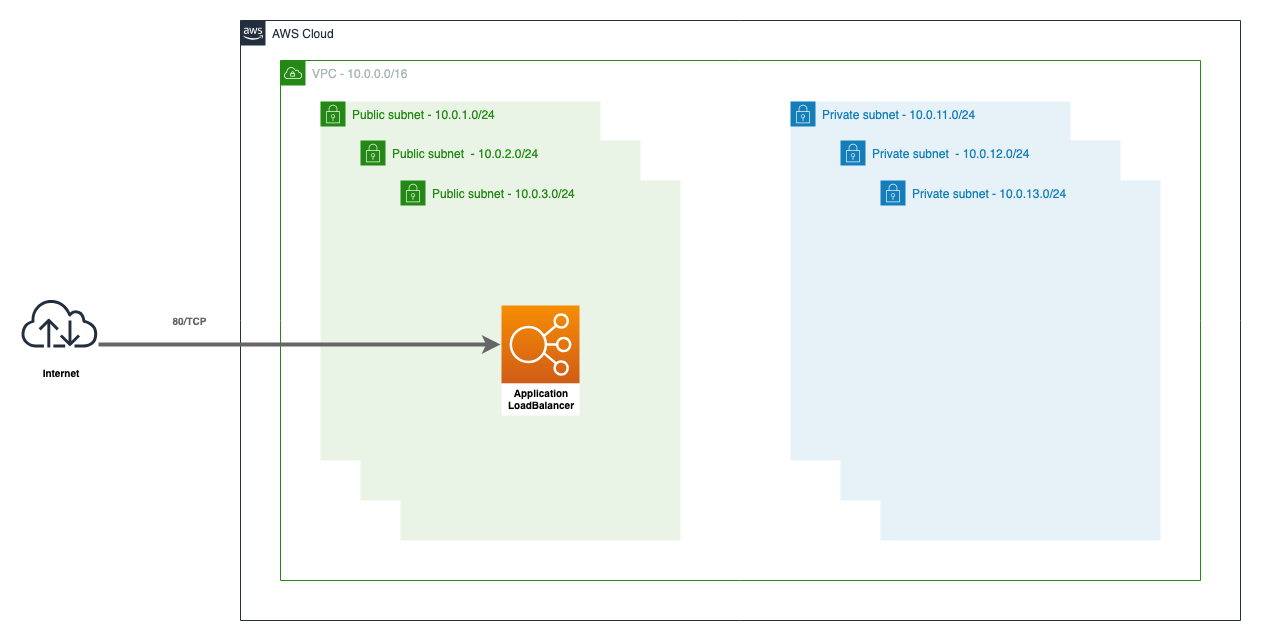 aws
AWS Cloud
VPC - 10.0.0.0/16
Public subnet - 10.0.1.0/24
Public subnet  - 10.0.2.0/24
Public subnet - 10.0.3.0/24
Private subnet - 10.0.11.0/24
Private subnet  - 10.0.12.0/24
Private subnet - 10.0.13.0/24
80/TCP
Internet
Application
LoadBalancer